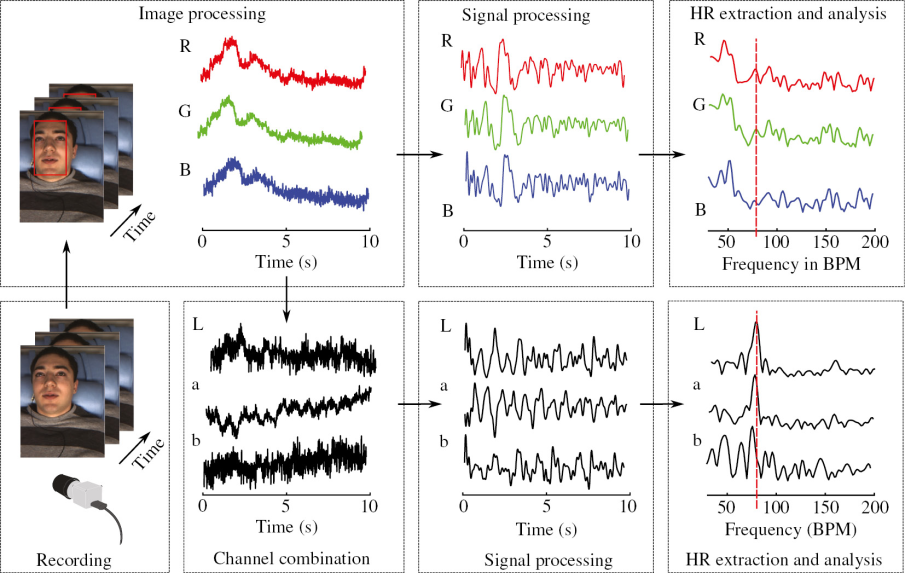 Image processing
R
G
B
Time
0 5 10
Time (s)
Signal processing
R
G
B
0 5 10
Time (s)
HR extraction and analysis
R
G
B
50 100 150 200
Frequency in BPM
Time
Recording
L
a
b
0 5 10
Time (s)
Channel combination
L
a
b
0 5 10
Time (s)
Signal processing
L
a
b
50 100 150 200
Frequency (BPM)
HR extraction and analysis